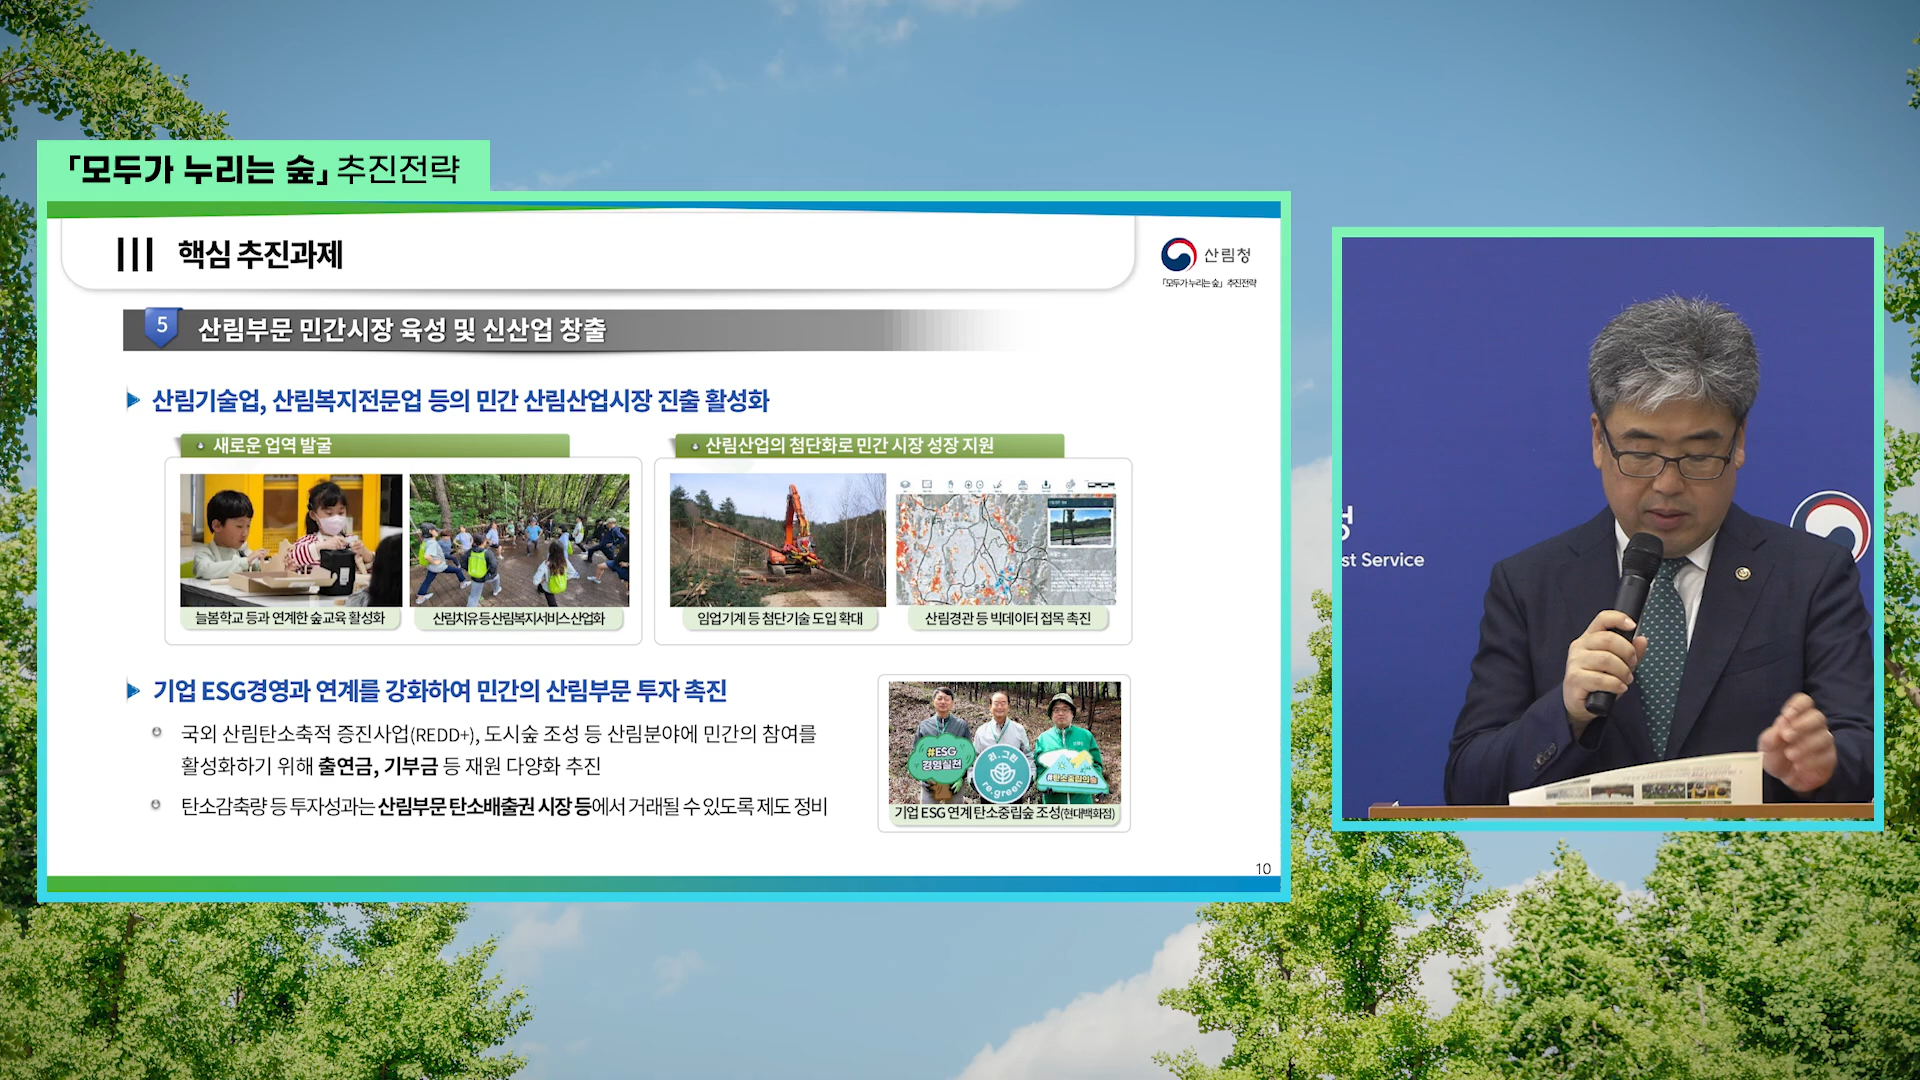 「모두가 누리는 숲」 추진전략
III 핵심 추진과제
산림청
「모두가 누리는 숲」 추진전략
5 산림부문 민간시장 육성 및 신산업 창출
산림기술업, 산림복지전문업 등의 민간 산림산업시장 진출 활성화
새로운 업역 발굴
산림산업의 첨단화로 민간 시장 성장 지원
늘봄학교 등과 연계한 숲교육 활성화
산림치유 등 산림복지서비스 산업화
임업기계 등 첨단기술 도입 확대
산림경관 등 빅데이터 접목 촉진
기업 ESG경영과 연계를 강화하여 민간의 산림부문 투자 촉진
국외 산림탄소축적 증진사업(REDD+), 도시숲 조성 등 산림분야에 민간의 참여를
활성화하기 위해 출연금, 기부금 등 재원 다양화 추진
탄소감축량 등 투자성과는 산림부문 탄소배출권 시장 등에서 거래될 수 있도록 제도 정비
#ESG
경영실천
리.그린
re.green
#탄소중립의숲
기업 ESG 연계 탄소중립숲 조성(현대백화점)
10
청
st Service